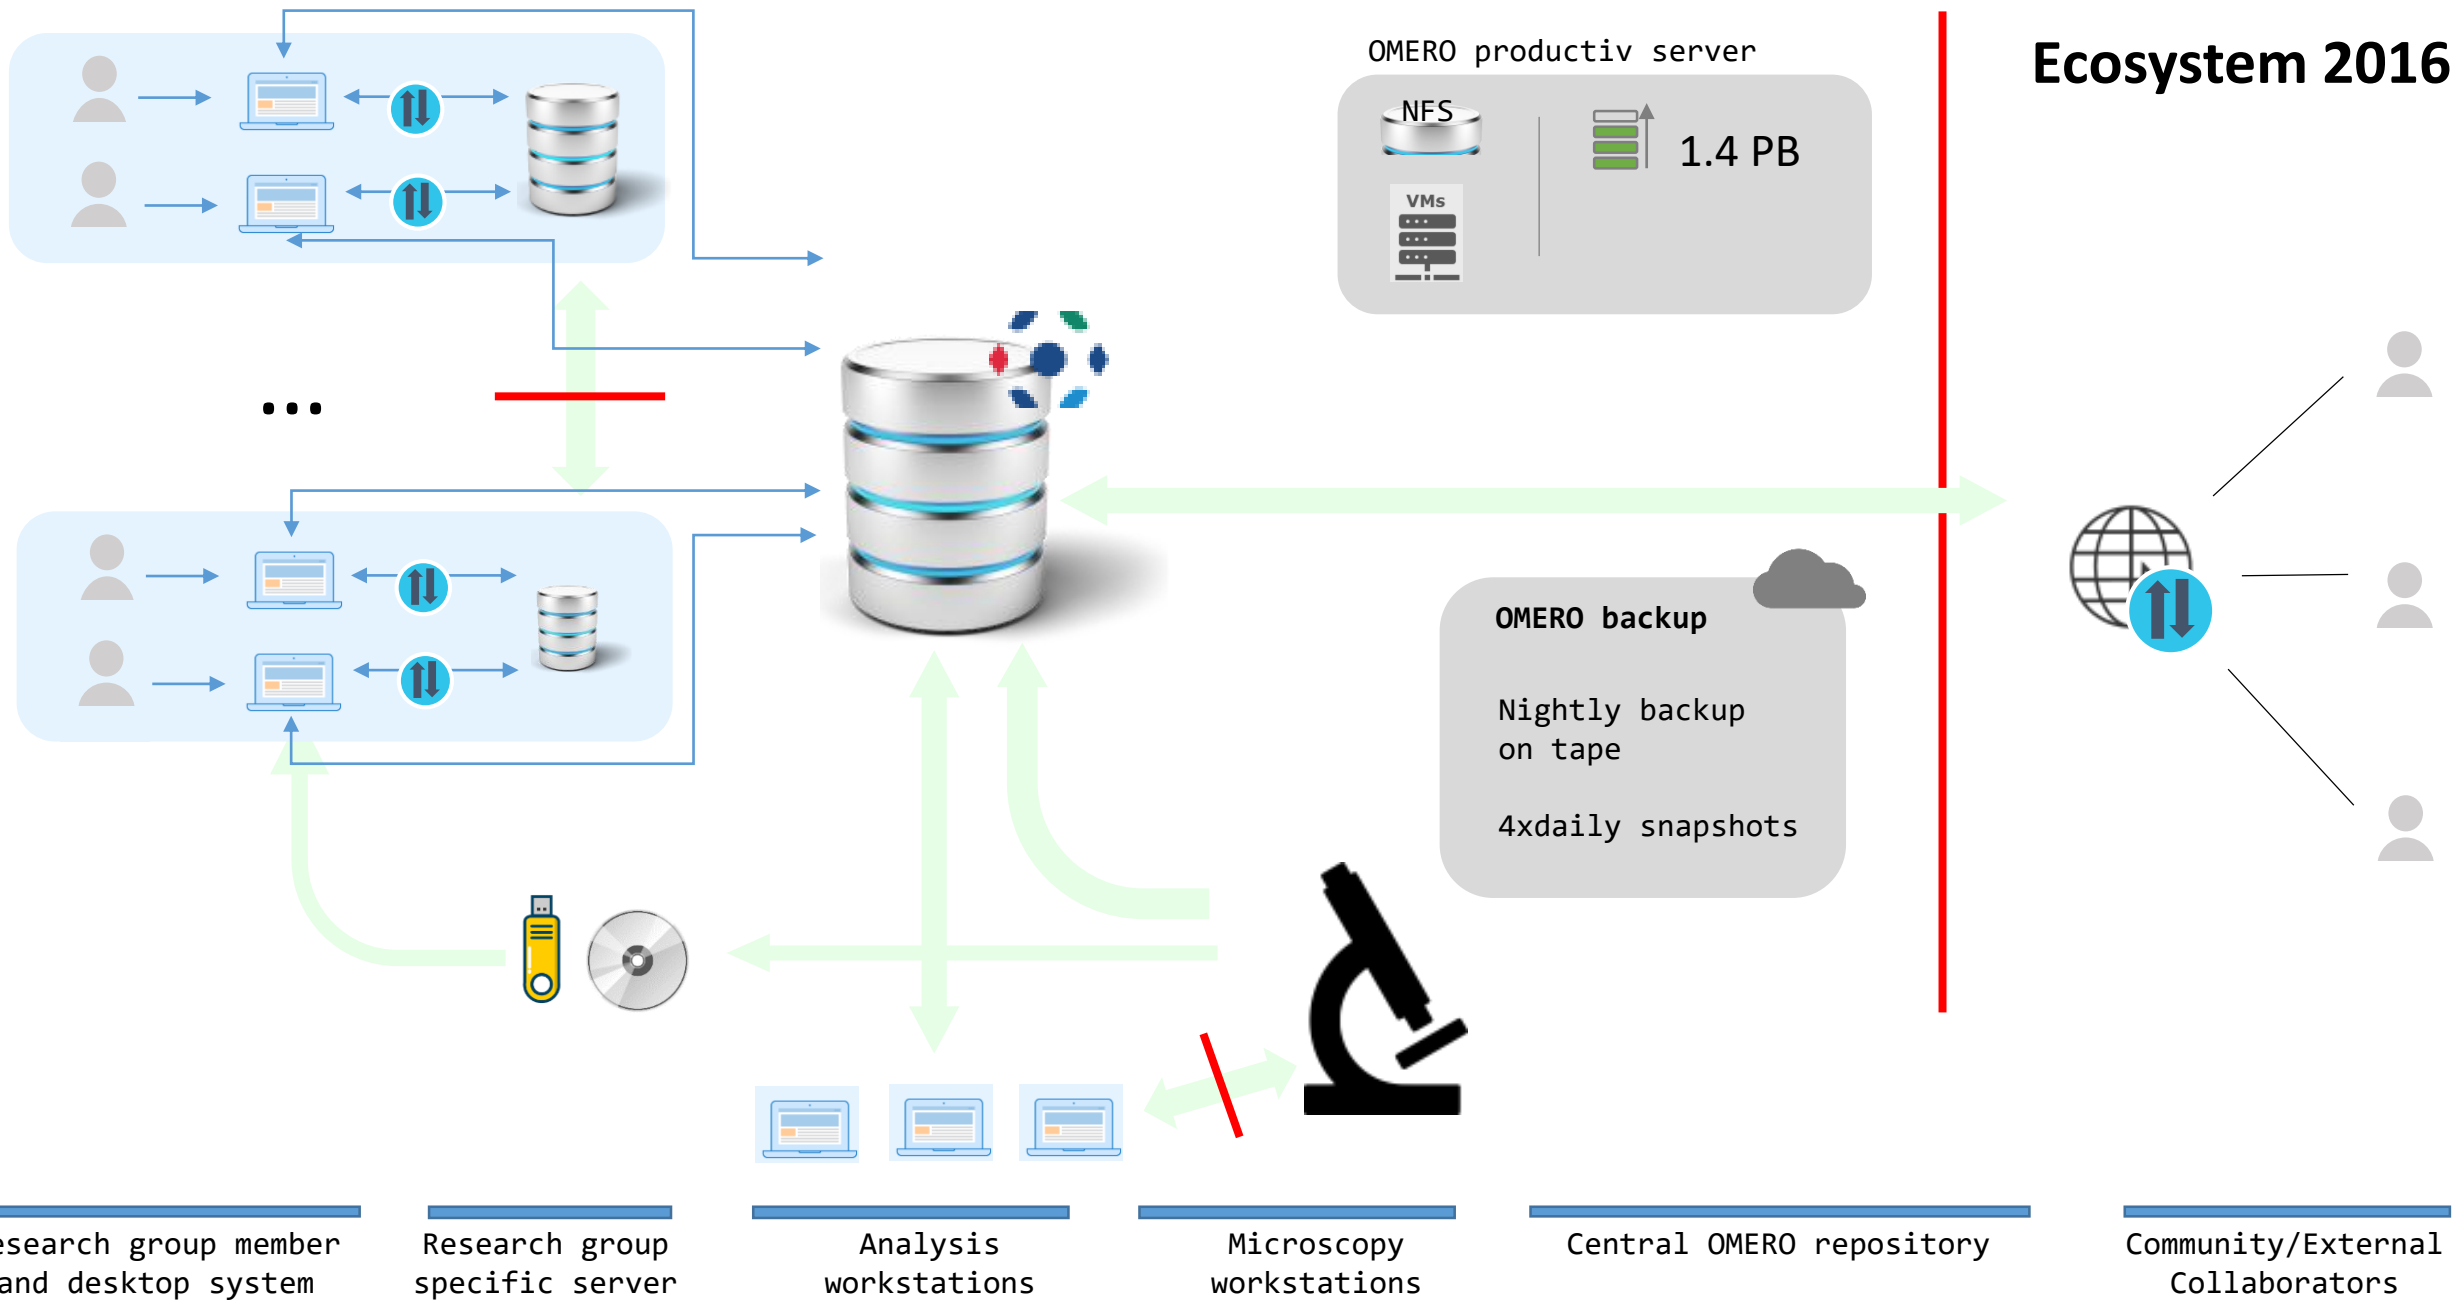 OMERO productiv server
Ecosystem 2016
NFS
1.4 PB
VMs
...
OMERO backup
Nightly backup
on tape
4xdaily snapshots
esearch group member
and desktop system
Research group
specific server
Analysis
workstations
Microscopy
workstations
Central OMERO repository
Community/External
Collaborators